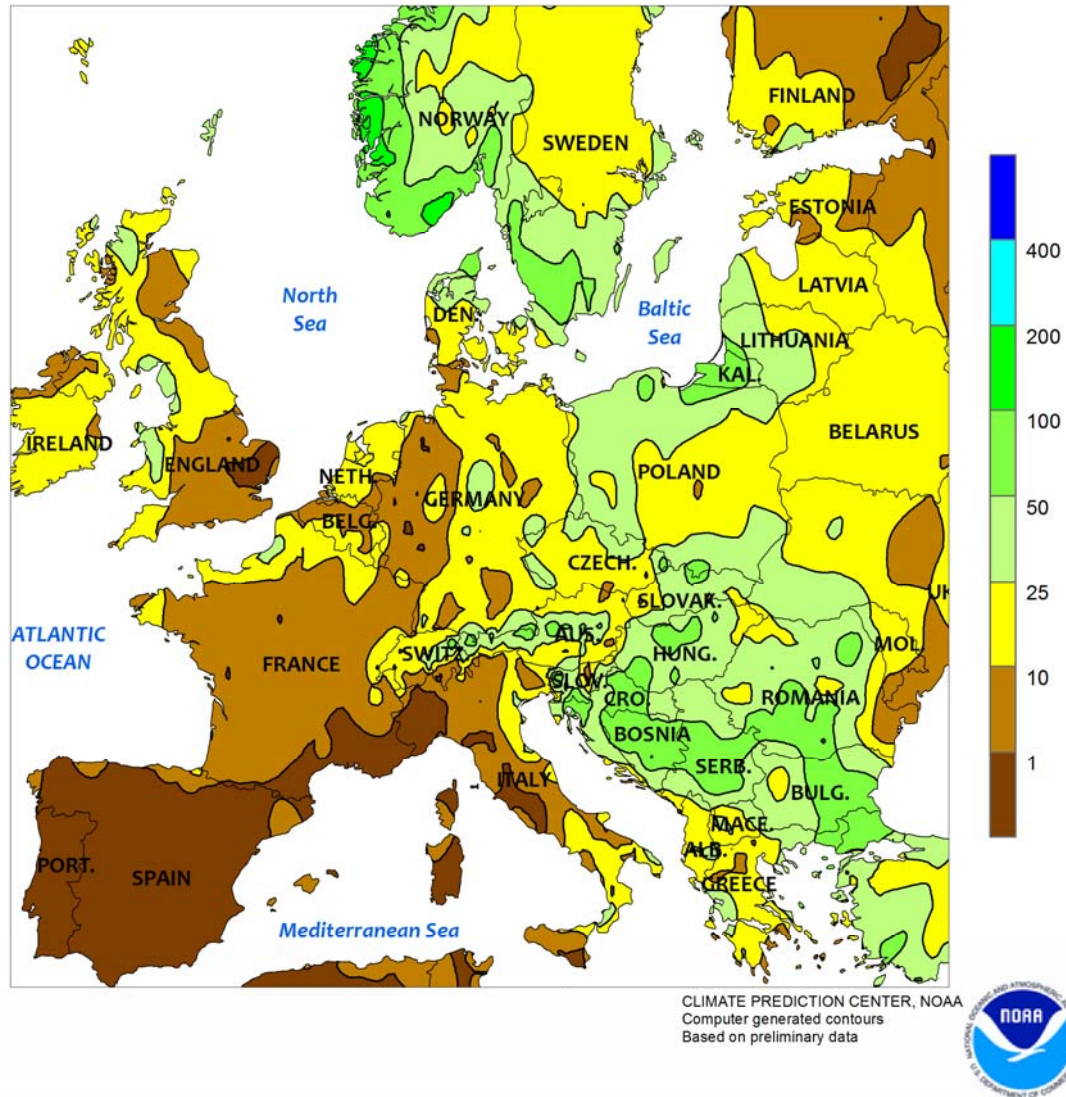 FINLAND
NORWAY
SWEDEN
ESTONIA
400
North
Sea
Baltic
Sea
LATVIA
DEN.
LITHUANIA
200
KAL.
100
IRELAND
ENGLAND
BELARUS
NETH.
GERMANY
POLAND
BELG.
50
CZECH.
25
SLOVAK.
UK
ATLANTIC
OCEAN
AUS.
MOL.
FRANCE
SWITZ.
HUNG.
10
SLOV.
CRO.
ROMANIA
BOSNIA
1
ITALY
SERB.
BULG.
MACE.
PORT.
SPAIN
ALB.
GREECE
Mediterranean Sea
CLIMATE PREDICTION CENTER, NOAA
Computer generated contours
Based on preliminary data
NOAA